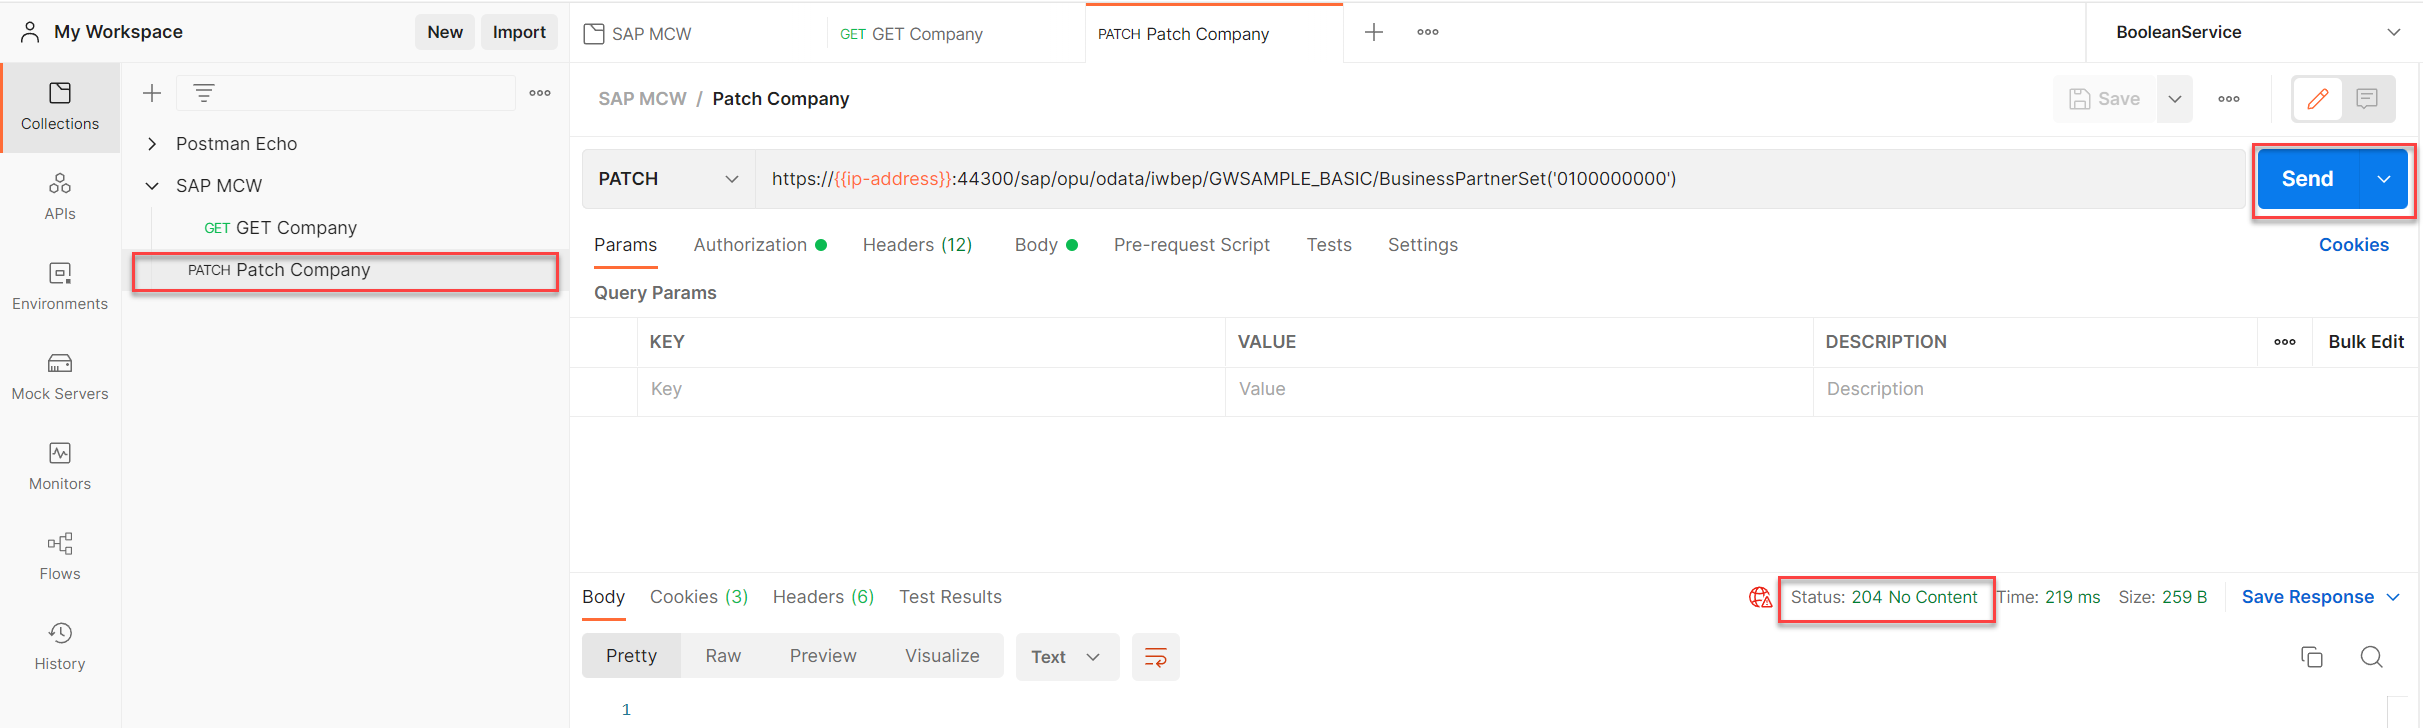 My Workspace
New
Import
SAP MCW
GET GET Company
PATCH Patch Company
BooleanService
Collections
APIs
Environments
Mock Servers
Monitors
Flows
History
Postman Echo
SAP MCW
GET GET Company
PATCH Patch Company
SAP MCW / Patch Company
Save
PATCH
https://{{ip-address}}:44300/sap/opu/odata/iwbep/GWSAMPLE_BASIC/BusinessPartnerSet('0100000000')
Send
Params
Authorization
Headers (12)
Body
Pre-request Script
Tests
Settings
Cookies
Query Params
KEY
VALUE
DESCRIPTION
Bulk Edit
Key
Value
Description
Body
Cookies (3)
Headers (6)
Test Results
Status: 204 No Content
Time: 219 ms
Size: 259 B
Save Response
Pretty
Raw
Preview
Visualize
Text
1